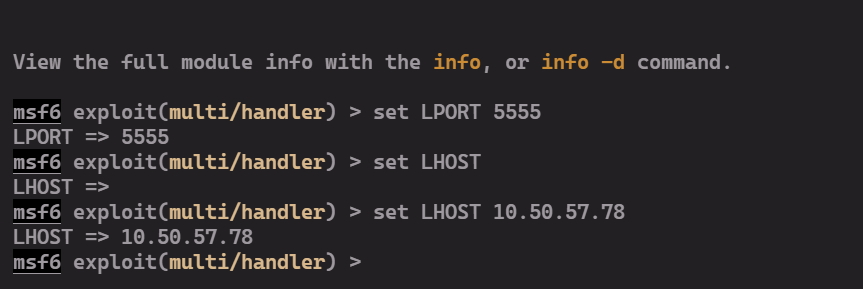 View the full module info with the info, or info -d command.
msf6 exploit(multi/handler) > set LPORT 5555
LPORT => 5555
msf6 exploit(multi/handler) > set LHOST
LHOST =>
msf6 exploit(multi/handler) > set LHOST 10.50.57.78
LHOST => 10.50.57.78
msf6 exploit(multi/handler) >